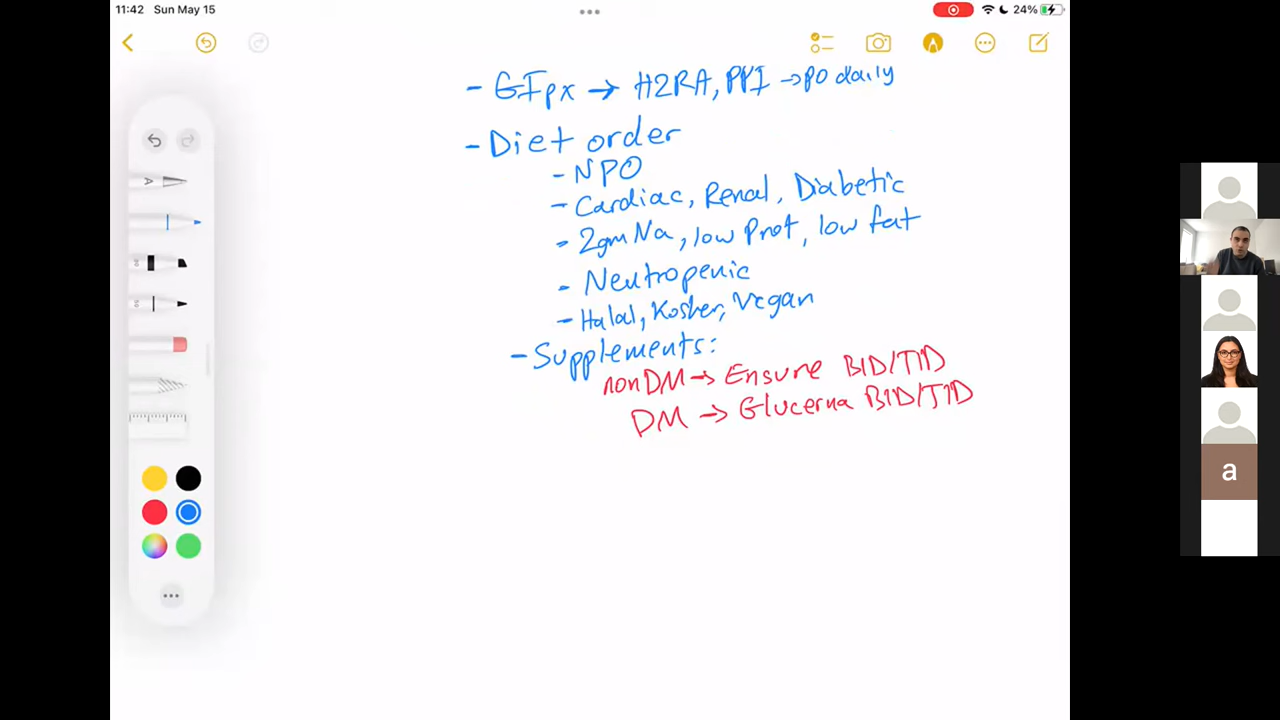 11:42 Sun May 15
24%
- GI px → H2RA, PPI → PO daily
- Diet order
- NPO
- Cardiac, Renal, Diabetic
- 2gm Na, low Prot, low fat
- Neutropenic
- Halal, Kosher, Vegan
- Supplements:
nonDM → Ensure BID/TID
DM → Glucerna BID/TID
A
a